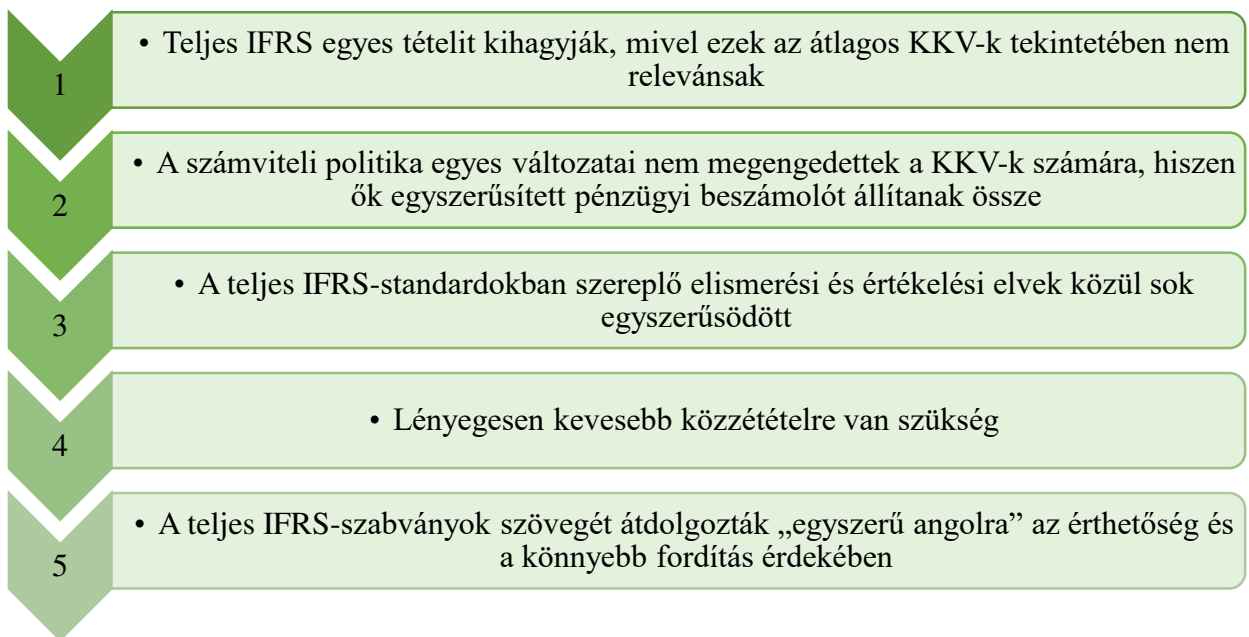 1
• Teljes IFRS egyes tételit kihagyják, mivel ezek az átlagos KKV-k tekintetében nem
relevánsak
2
• A számviteli politika egyes változatai nem megengedettek a KKV-k számára, hiszen
ők egyszerűsített pénzügyi beszámolót állítanak össze
3
• A teljes IFRS-standardokban szereplő elismerési és értékelési elvek közül sok
egyszerűsödött
4
• Lényegesen kevesebb közzétételre van szükség
5
• A teljes IFRS-szabványok szövegét átdolgozták „egyszerű angolra” az érthetőség és
a könnyebb fordítás érdekében